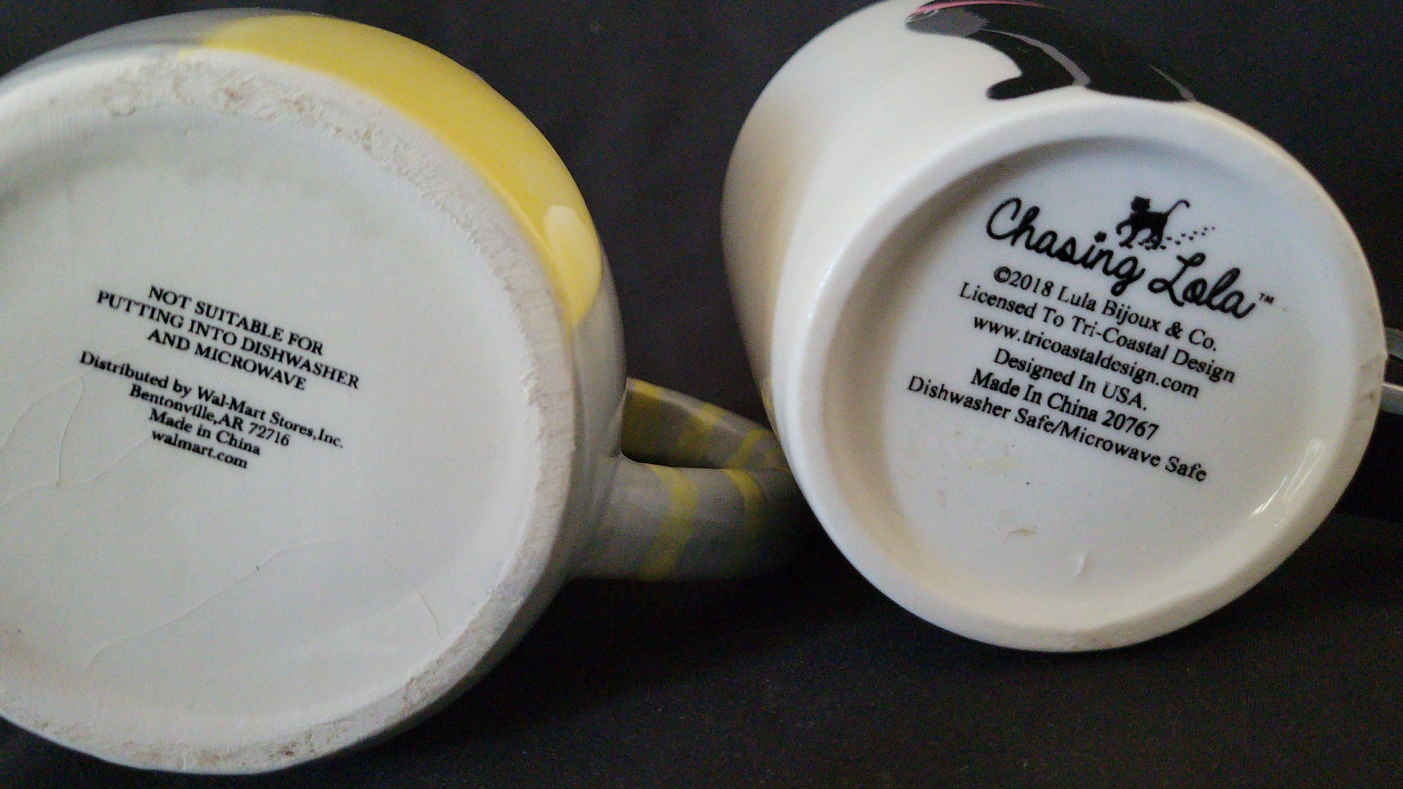 NOT SUITABLE FOR
PUTTING INTO DISHWASHER
AND MICROWAVE
Distributed by Wal-Mart Stores,Inc.
Bentonville,AR 72716
Made in China
walmart.com
Chasing Lola™
©2018 Lula Bijoux & Co.
Licensed To Tri-Coastal Design
www.tricoastaldesign.com
Designed In USA.
Made In China 20767
Dishwasher Safe/Microwave Safe